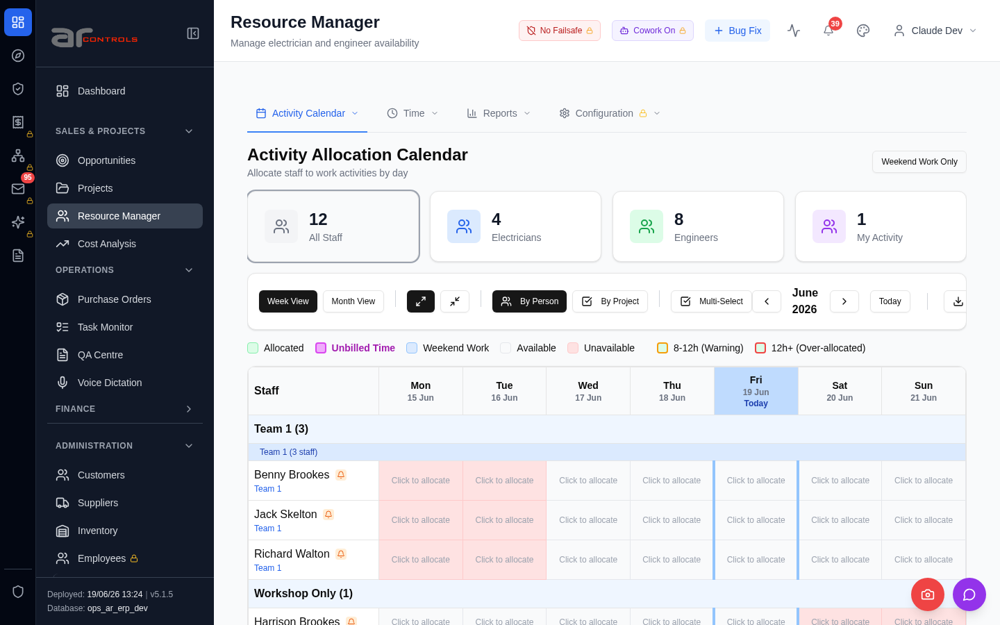 Resource Manager
Manage electrician and engineer availability
No Failsafe
Cowork On
Bug Fix
39
Claude Dev
95
ar CONTROLS
Dashboard
SALES & PROJECTS
Opportunities
Projects
Resource Manager
Cost Analysis
OPERATIONS
Purchase Orders
Task Monitor
QA Centre
Voice Dictation
FINANCE
ADMINISTRATION
Customers
Suppliers
Inventory
Employees
Deployed: 19/06/26 13:24 | v5.1.5
Database: ops_ar_erp_dev
Activity Calendar
Time
Reports
Configuration
Activity Allocation Calendar
Allocate staff to work activities by day
Weekend Work Only
12
All Staff
4
Electricians
8
Engineers
1
My Activity
Week View
Month View
By Person
By Project
Multi-Select
June
2026
Today
Allocated
Unbilled Time
Weekend Work
Available
Unavailable
8-12h (Warning)
12h+ (Over-allocated)
Staff
Mon
15 Jun
Tue
16 Jun
Wed
17 Jun
Thu
18 Jun
Fri
19 Jun
Today
Sat
20 Jun
Sun
21 Jun
Team 1 (3)
Team 1 (3 staff)
Benny Brookes
Team 1
Click to allocate Click to allocate Click to allocate Click to allocate Click to allocate Click to allocate Click to allocate
Jack Skelton
Team 1
Click to allocate Click to allocate Click to allocate Click to allocate Click to allocate Click to allocate Click to allocate
Richard Walton
Team 1
Click to allocate Click to allocate Click to allocate Click to allocate Click to allocate Click to allocate Click to allocate
Workshop Only (1)
Harrison Brookes
Click to allocate Click to allocate Click to allocate Click to allocate Click to allocate Click to allocate Click to allocate